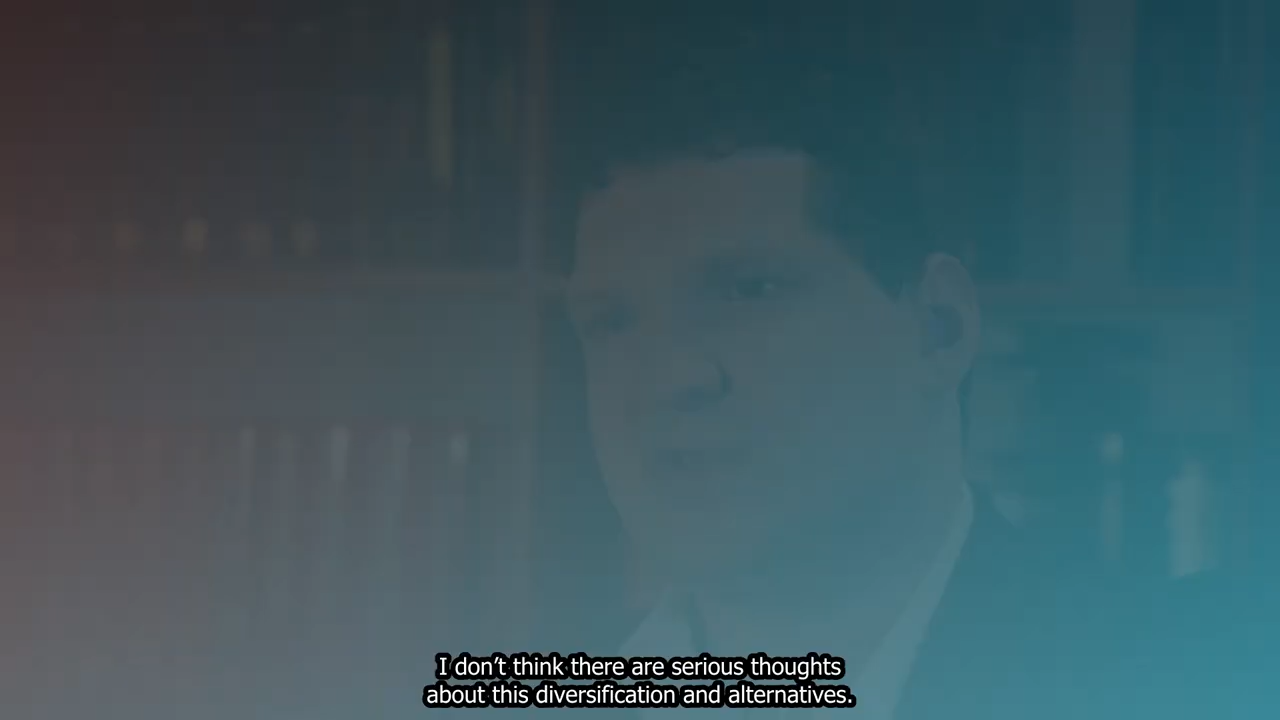 I don't think there are serious thoughts
about this diversification and alternatives.